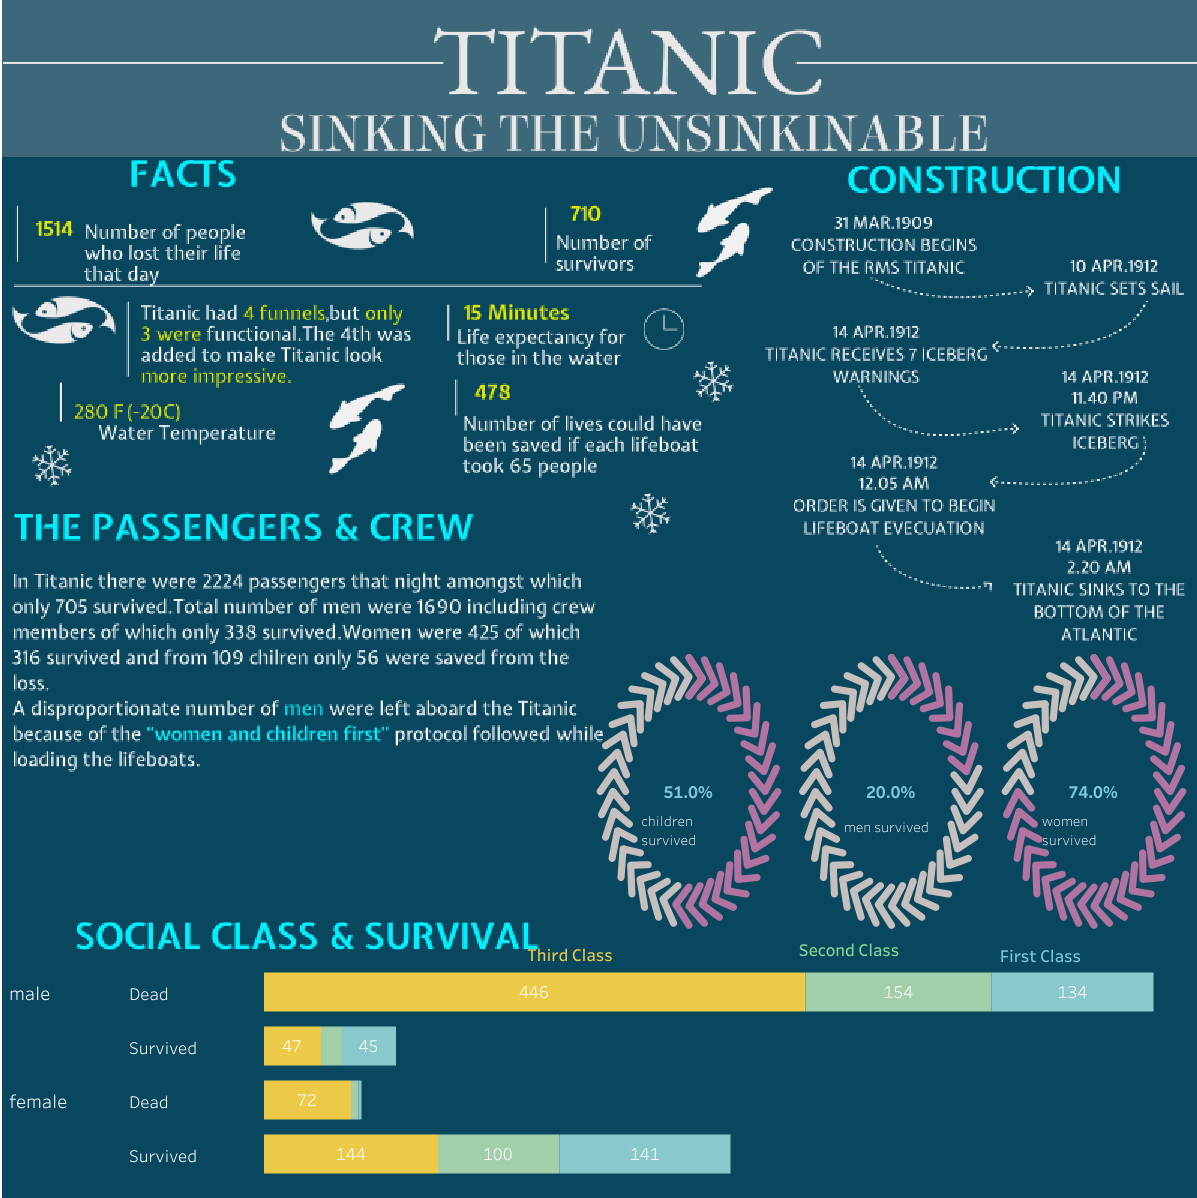 TITANIC
SINKING THE UNSINKINABLE
FACTS
1514 Number of people
who lost their life
that day
710
Number of
survivors
Titanic had 4 funnels,but only
3 were functional.The 4th was
added to make Titanic look
more impressive.
15 Minutes
Life expectancy for
those in the water
280 F (-20C)
Water Temperature
478
Number of lives could have
been saved if each lifeboat
took 65 people
CONSTRUCTION
31 MAR.1909
CONSTRUCTION BEGINS
OF THE RMS TITANIC
10 APR.1912
TITANIC SETS SAIL
14 APR.1912
TITANIC RECEIVES 7 ICEBERG
WARNINGS
14 APR.1912
11.40 PM
TITANIC STRIKES
ICEBERG
14 APR.1912
12.05 AM
ORDER IS GIVEN TO BEGIN
LIFEBOAT EVECUATION
14 APR.1912
2.20 AM
TITANIC SINKS TO THE
BOTTOM OF THE
ATLANTIC
THE PASSENGERS & CREW
In Titanic there were 2224 passengers that night amongst which
only 705 survived.Total number of men were 1690 including crew
members of which only 338 survived.Women were 425 of which
316 survived and from 109 chilren only 56 were saved from the
loss.
A disproportionate number of men were left aboard the Titanic
because of the "women and children first" protocol followed while
loading the lifeboats.
51.0%
children
survived
20.0%
men survived
74.0%
women
survived
SOCIAL CLASS & SURVIVAL
Third Class Second Class First Class
male Dead 446 154 134
Survived 47 45
female Dead 72
Survived 144 100 141